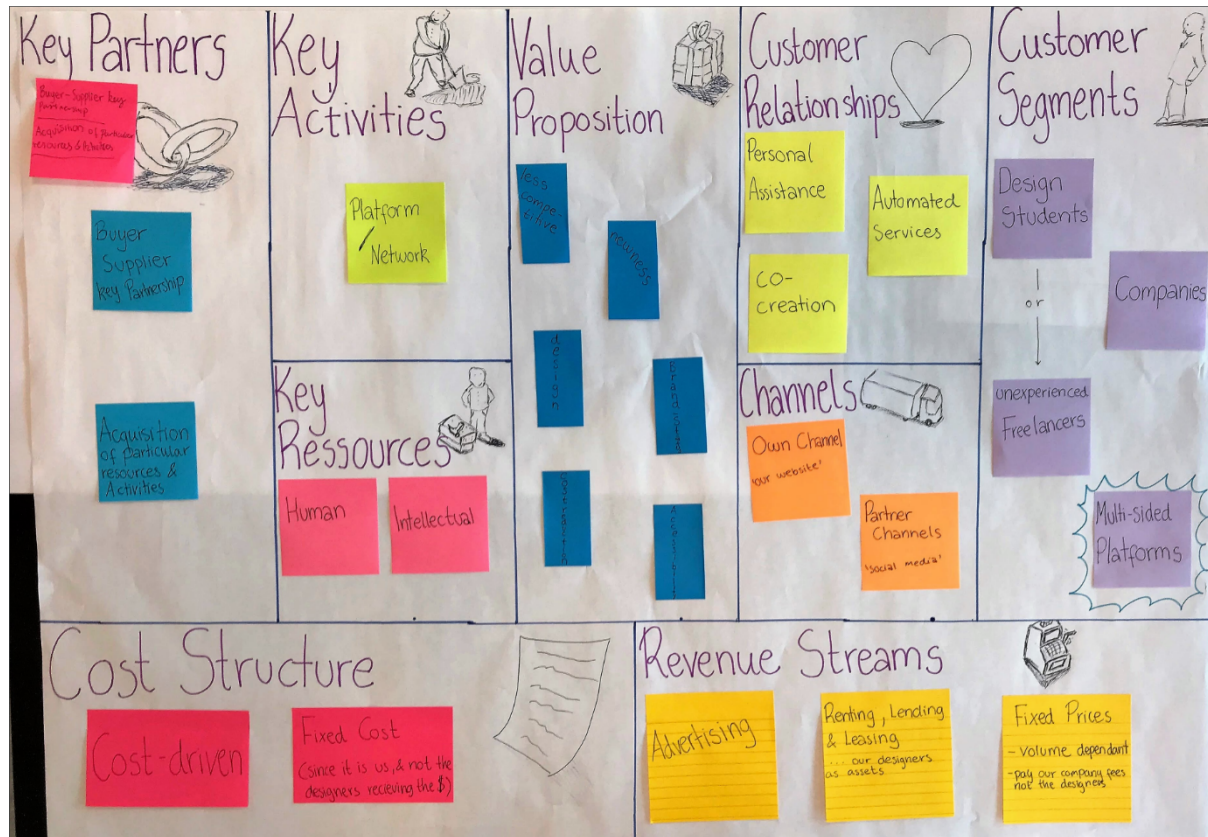 Key Partners
Buyer-Supplier key
Partnership
Acquisition of particular
resources & Activities
Buyer
Supplier
key Partnership
Acquisition
of particular
resources &
Activities
Key
Activities
Platform
/ Network
Key
Ressources
Human
Intellectual
Value
Proposition
less
compe-
titive
newness
design
brand status
cost reduction
Customer
Relationships
Personal
Assistance
Automated
Services
CO-
creation
Channels
Own Channel
'our website'
Partner
Channels
'social media'
Customer
Segments
Design
Students
or
Companies
unexperienced
Freelancers
Multi-sided
Platforms
Cost Structure
Cost-driven
Fixed Cost
(since it is us, & not the
designers recieving the $)
Revenue Streams
Advertising
Renting, Lending
& Leasing
... our designers
as assets
Fixed Prices
- volume dependant
- pay our company fees
not the designers